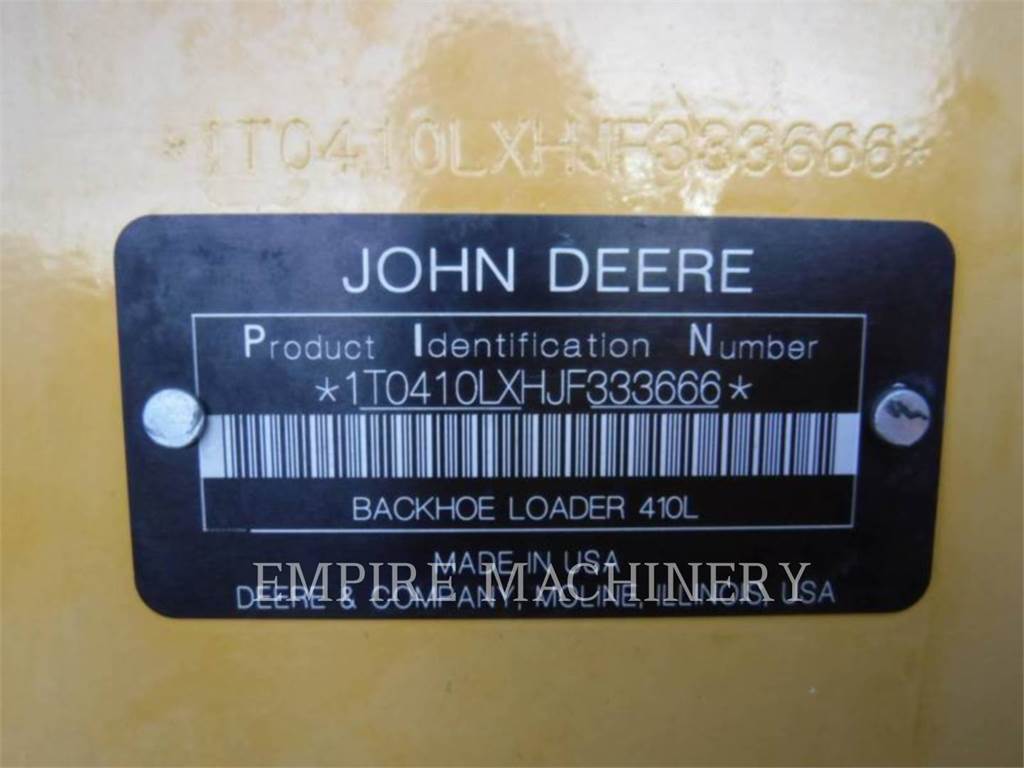 *1T0410LXHJF333666*
JOHN DEERE
Product Identification Number
*1T0410LXHJF333666*
BACKHOE LOADER 410L
MADE IN USA
EMPIRE MACHINERY
DEERE & COMPANY, MOLINE, ILLINOIS, USA